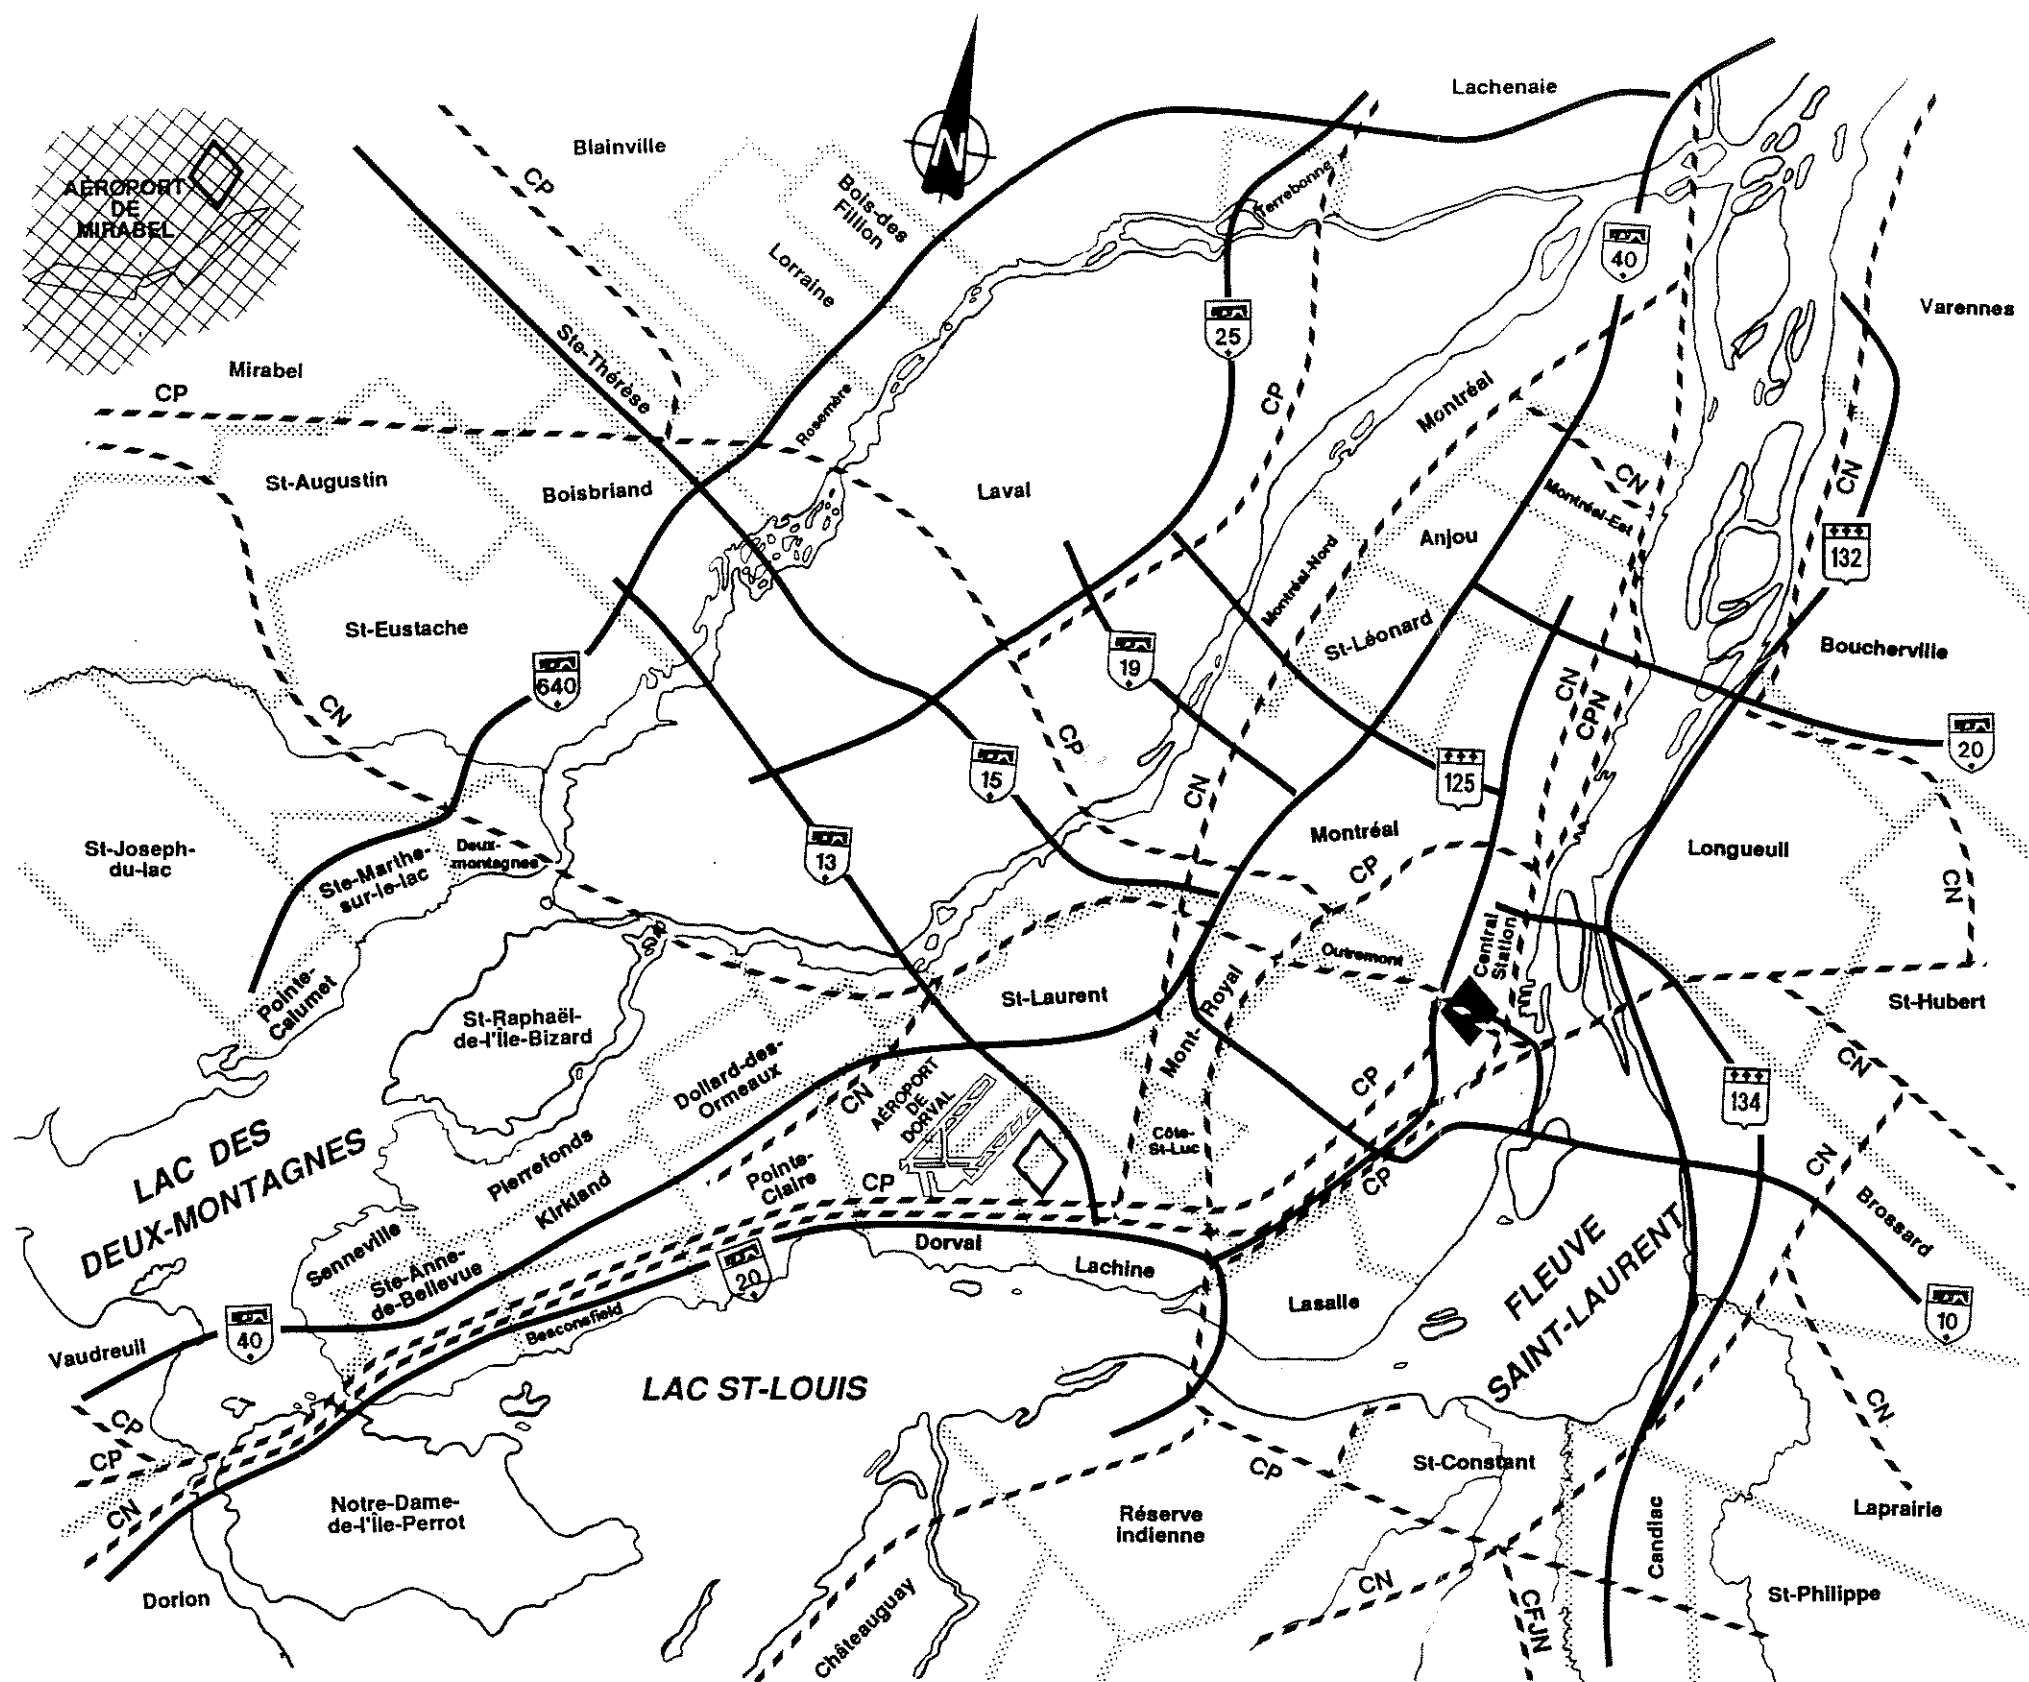 Lachenaie
Blainville
CP
Bois-des
Fillion
Terrebonne
N
AÉROPORT
DE
MIRABEL
Lorraine
40
Varennes
25
Ste-Thérèse
Mirabel
CP
Rosemère
CP
Montréal
St-Augustin
Boisbriand
Laval
CN
CN
Montréal-Est
Anjou
132
Montréal-Nord
St-Eustache
St-Léonard
Boucherville
19
640
CN
CN
CPN
CP
20
15
CN
125
St-Joseph-
du-lac
Deux-
montagnes
13
Montréal
CP
Longueuil
Ste-Marthe-
sur-le-lac
CN
Central
Station
Outremont
Pointe-
Calumet
St-Laurent
Mont-Royal
St-Hubert
St-Raphaël-
de-l'Île-Bizard
CN
Dollard-des-
Ormeaux
CN
AÉROPORT
DE
DORVAL
CP
134
LAC DES
DEUX-MONTAGNES
Côte-
St-Luc
Pierrefonds
Pointe-
Claire
CP
CP
CN
Kirkland
Brossard
Senneville
Ste-Anne-
de-Bellevue
Dorval
Lachine
20
FLEUVE
SAINT-LAURENT
Lasalle
Beaconsfield
40
10
Vaudreuil
LAC ST-LOUIS
CN
CP
CP
CP
St-Constant
CN
Notre-Dame-
de-l'Île-Perrot
Réserve
Indienne
Candiac
Laprairie
CN
CFJN
Dorion
Châteauguay
St-Philippe